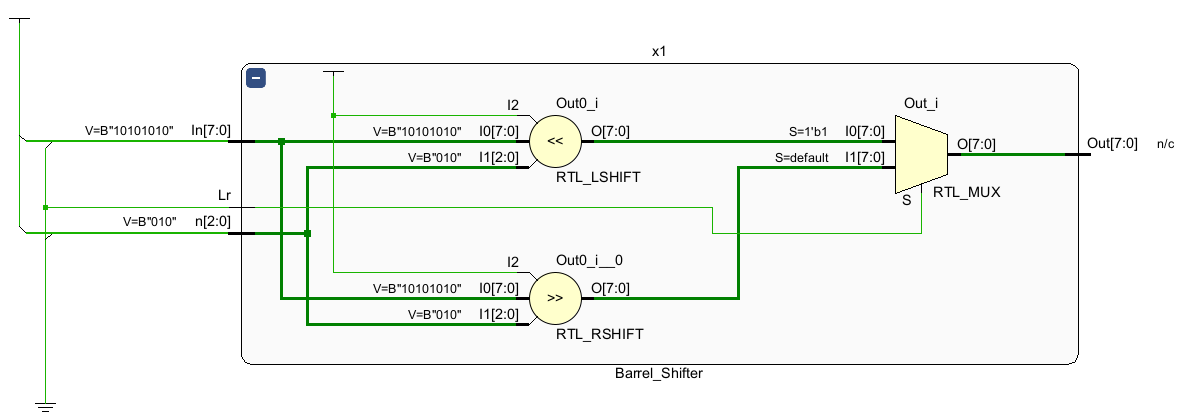 x1
−
I2 Out0_i Out_i
V=B"10101010" In[7:0] V=B"10101010" I0[7:0] << O[7:0] S=1'b1 I0[7:0] O[7:0] Out[7:0] n/c
V=B"010" I1[2:0] S=default I1[7:0]
RTL_LSHIFT
Lr S RTL_MUX
V=B"010" n[2:0]
I2 Out0_i__0
V=B"10101010" I0[7:0] >> O[7:0]
V=B"010" I1[2:0]
RTL_RSHIFT
Barrel_Shifter